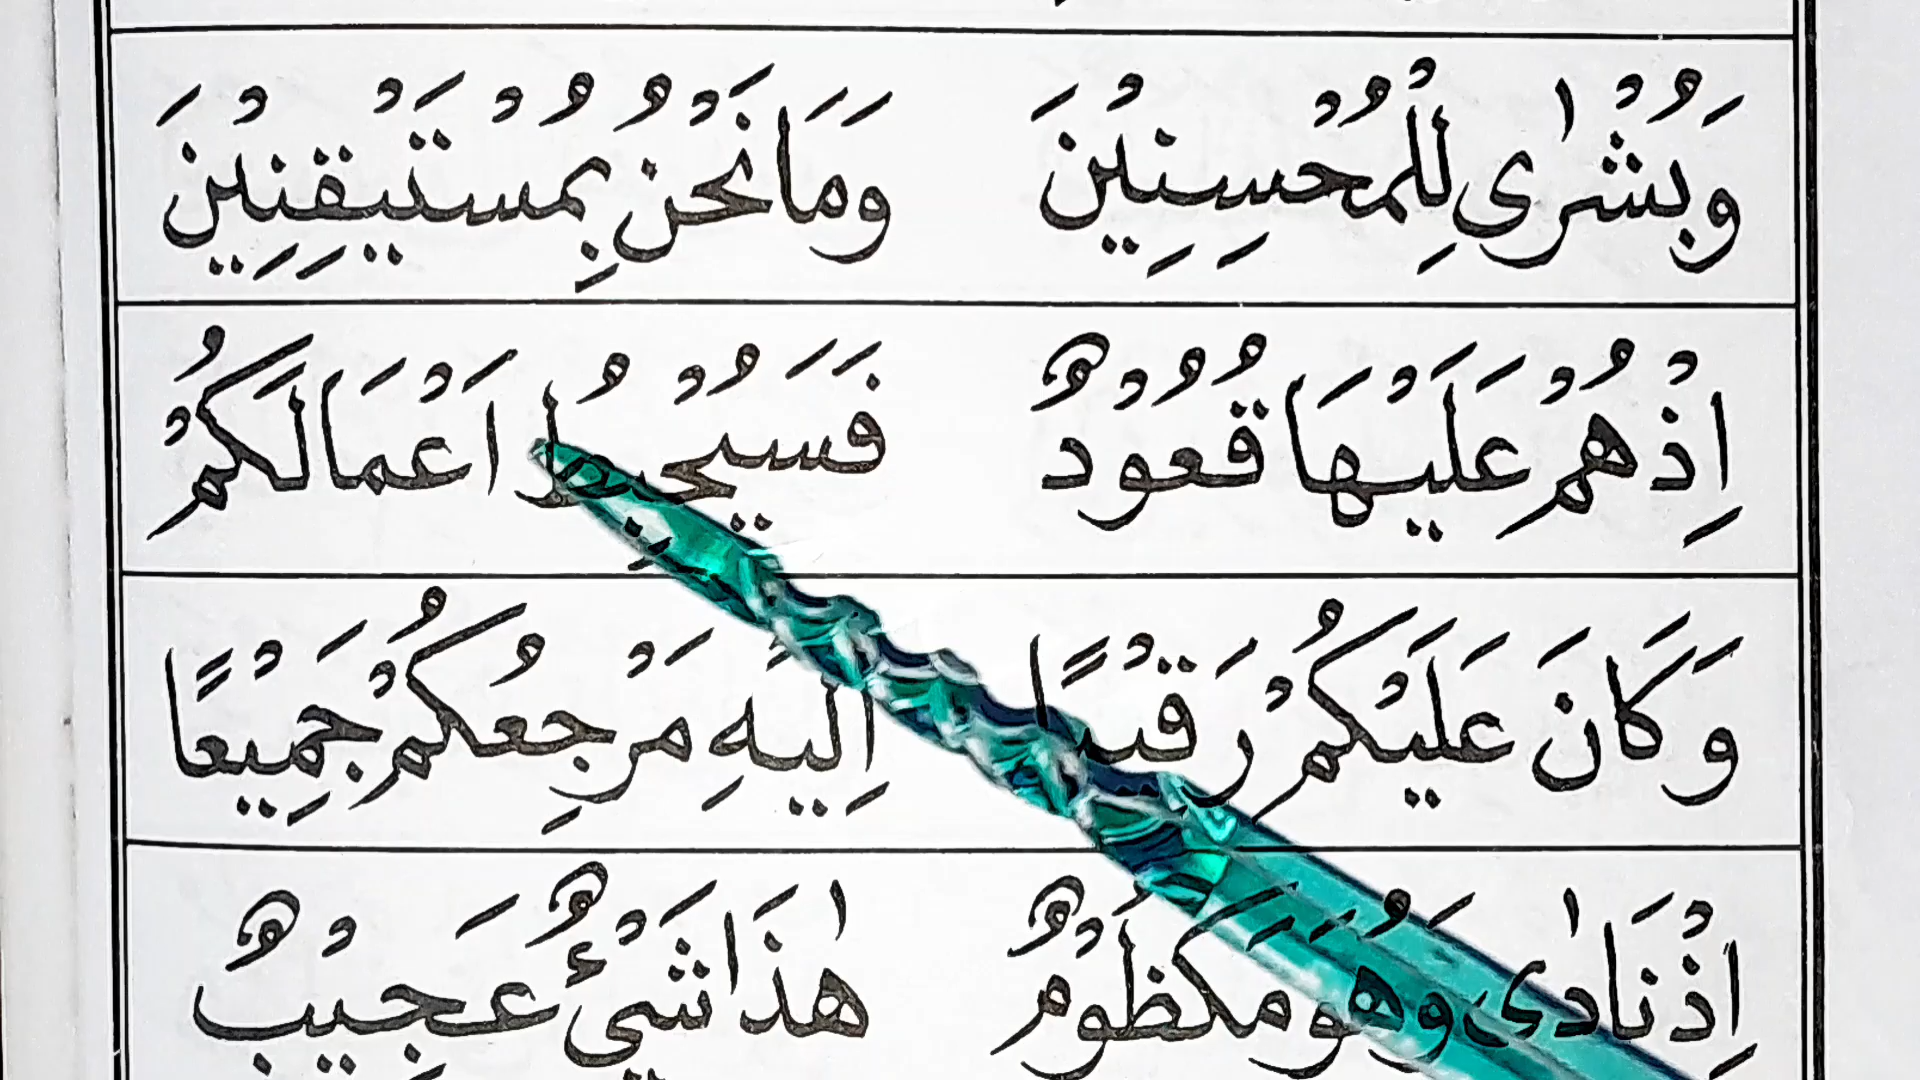 وَبُشْرٰى لِلْمُحْسِنِيْنَ وَمَا نَحْنُ بِمُسْتَيْقِنِيْنَ
اِذْ هُمْ عَلَيْهَا قُعُوْدٌ فَسَيُحْبِطُ اَعْمَالَكُمْ
وَكَانَ عَلَيْكُمْ رَقِيْبًا اِلَيْهِ مَرْجِعُكُمْ جَمِيْعًا
اِذْ نَادٰى وَهُوَ مَكْظُوْمٌ هٰذَا شَيْئٌ عَجِيْبٌ